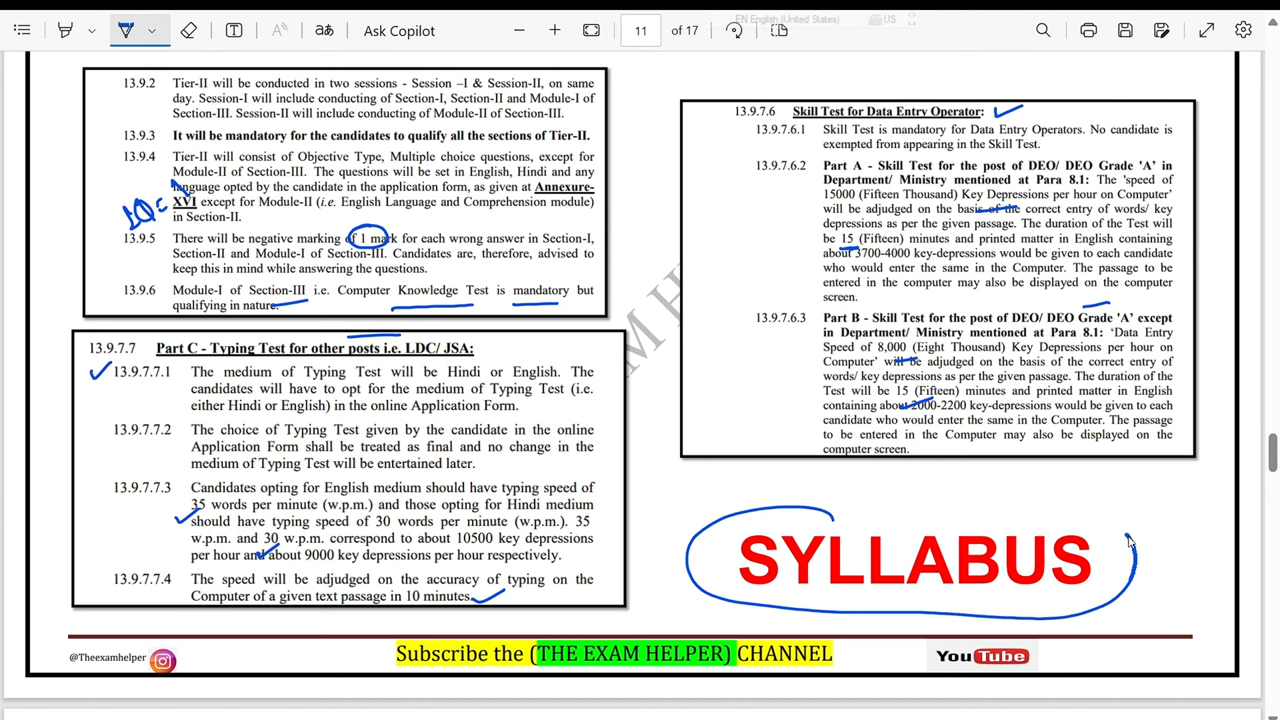 EN English (United States) US
Ask Copilot
11 of 17
13.9.2 Tier-II will be conducted in two sessions - Session –I & Session-II, on same
day. Session-I will include conducting of Section-I, Section-II and Module-I of
Section-III. Session-II will include conducting of Module-II of Section-III.
13.9.3 It will be mandatory for the candidates to qualify all the sections of Tier-II.
13.9.4 Tier-II will consist of Objective Type, Multiple choice questions, except for
Module-II of Section-III. The questions will be set in English, Hindi and any
language opted by the candidate in the application form, as given at Annexure-
XVI except for Module-II (i.e. English Language and Comprehension module)
in Section-II.
13.9.5 There will be negative marking of 1 mark for each wrong answer in Section-I,
Section-II and Module-I of Section-III. Candidates are, therefore, advised to
keep this in mind while answering the questions.
13.9.6 Module-I of Section-III i.e. Computer Knowledge Test is mandatory but
qualifying in nature.
13.9.7.7 Part C - Typing Test for other posts i.e. LDC/ JSA:
13.9.7.7.1 The medium of Typing Test will be Hindi or English. The
candidates will have to opt for the medium of Typing Test (i.e.
either Hindi or English) in the online Application Form.
13.9.7.7.2 The choice of Typing Test given by the candidate in the online
Application Form shall be treated as final and no change in the
medium of Typing Test will be entertained later.
13.9.7.7.3 Candidates opting for English medium should have typing speed of
35 words per minute (w.p.m.) and those opting for Hindi medium
should have typing speed of 30 words per minute (w.p.m.). 35
w.p.m. and 30 w.p.m. correspond to about 10500 key depressions
per hour and about 9000 key depressions per hour respectively.
13.9.7.7.4 The speed will be adjudged on the accuracy of typing on the
Computer of a given text passage in 10 minutes.
13.9.7.6 Skill Test for Data Entry Operator:
13.9.7.6.1 Skill Test is mandatory for Data Entry Operators. No candidate is
exempted from appearing in the Skill Test.
13.9.7.6.2 Part A - Skill Test for the post of DEO/ DEO Grade 'A' in
Department/ Ministry mentioned at Para 8.1: The 'speed of
15000 (Fifteen Thousand) Key Depressions per hour on Computer'
will be adjudged on the basis of the correct entry of words/ key
depressions as per the given passage. The duration of the Test will
be 15 (Fifteen) minutes and printed matter in English containing
about 3700-4000 key-depressions would be given to each candidate
who would enter the same in the Computer. The passage to be
entered in the computer may also be displayed on the computer
screen.
13.9.7.6.3 Part B - Skill Test for the post of DEO/ DEO Grade 'A' except
in Department/ Ministry mentioned at Para 8.1: 'Data Entry
Speed of 8,000 (Eight Thousand) Key Depressions per hour on
Computer' will be adjudged on the basis of the correct entry of
words/ key depressions as per the given passage. The duration of the
Test will be 15 (Fifteen) minutes and printed matter in English
containing about 2000-2200 key-depressions would be given to each
candidate who would enter the same in the Computer. The passage
to be entered in the Computer may also be displayed on the
computer screen.
SYLLABUS
@Theexamhelper
Subscribe the (THE EXAM HELPER) CHANNEL
YouTube